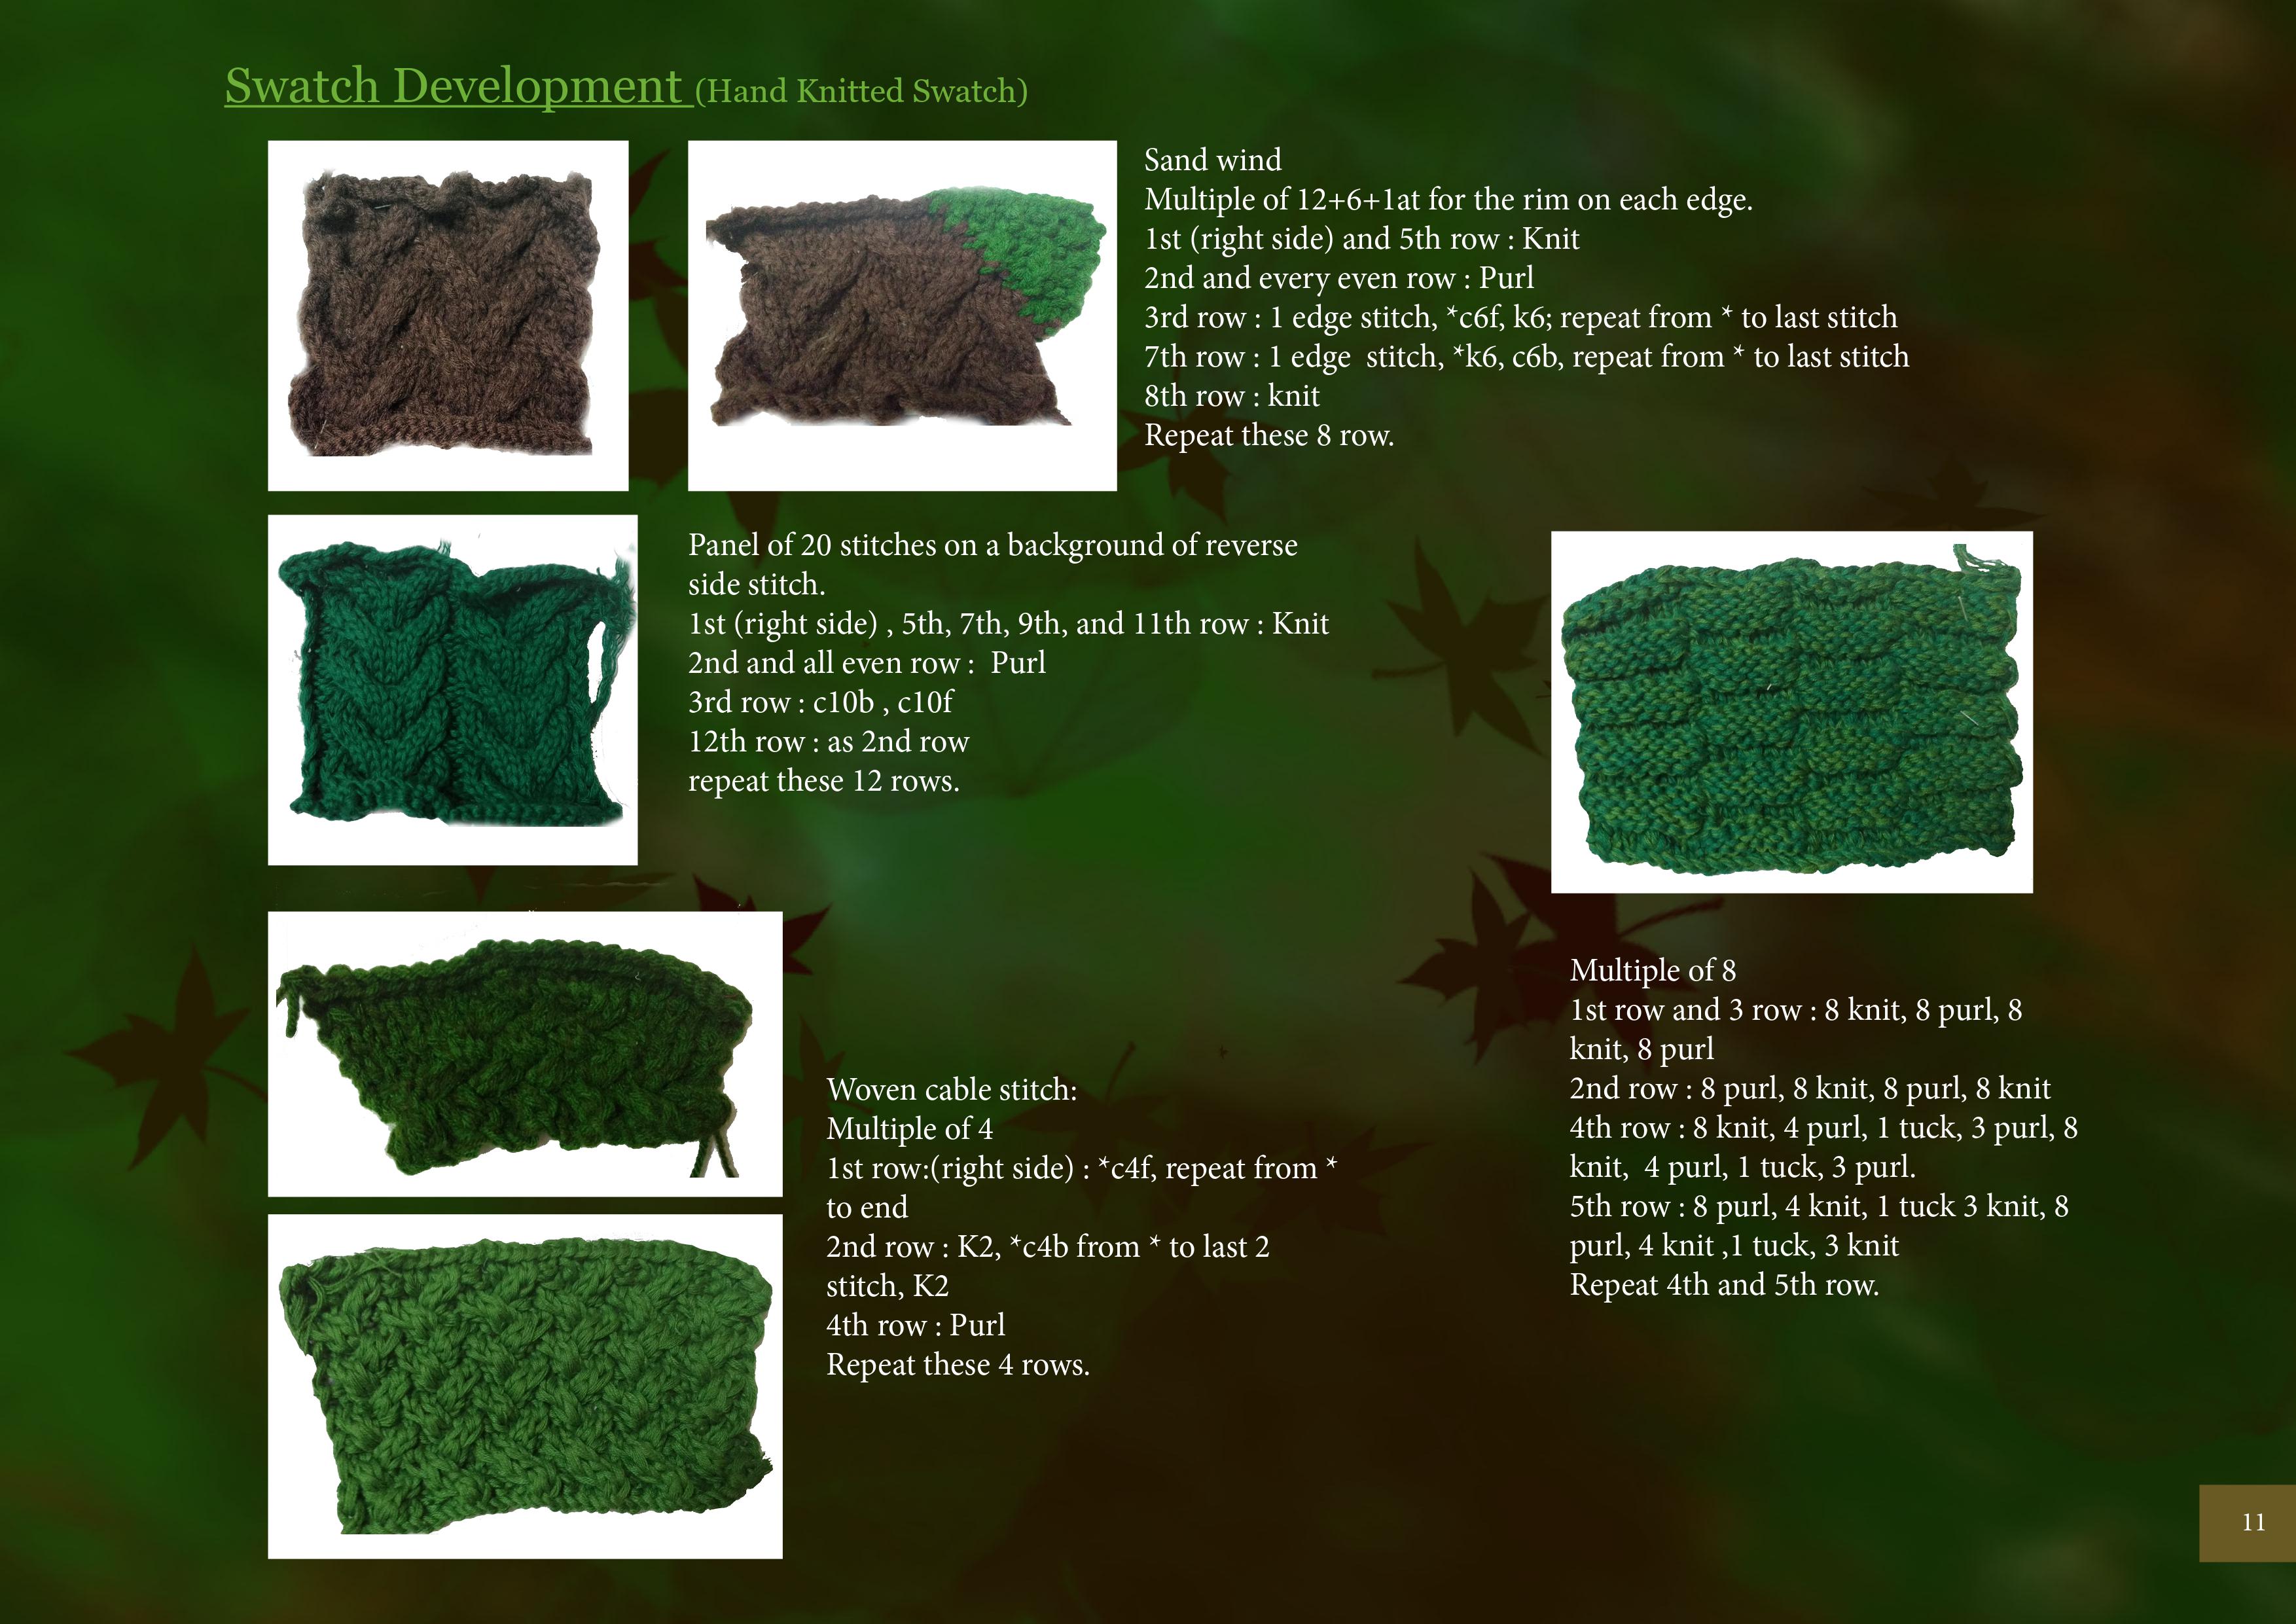 Swatch Development (Hand Knitted Swatch)
Sand wind
Multiple of 12+6+1at for the rim on each edge.
1st (right side) and 5th row : Knit
2nd and every even row : Purl
3rd row : 1 edge stitch, *c6f, k6; repeat from * to last stitch
7th row : 1 edge  stitch, *k6, c6b, repeat from * to last stitch
8th row : knit
Repeat these 8 row.
Panel of 20 stitches on a background of reverse
side stitch.
1st (right side) , 5th, 7th, 9th, and 11th row : Knit
2nd and all even row :  Purl
3rd row : c10b , c10f
12th row : as 2nd row
repeat these 12 rows.
Woven cable stitch:
Multiple of 4
1st row:(right side) : *c4f, repeat from *
to end
2nd row : K2, *c4b from * to last 2
stitch, K2
4th row : Purl
Repeat these 4 rows.
Multiple of 8
1st row and 3 row : 8 knit, 8 purl, 8
knit, 8 purl
2nd row : 8 purl, 8 knit, 8 purl, 8 knit
4th row : 8 knit, 4 purl, 1 tuck, 3 purl, 8
knit,  4 purl, 1 tuck, 3 purl.
5th row : 8 purl, 4 knit, 1 tuck 3 knit, 8
purl, 4 knit ,1 tuck, 3 knit
Repeat 4th and 5th row.
11